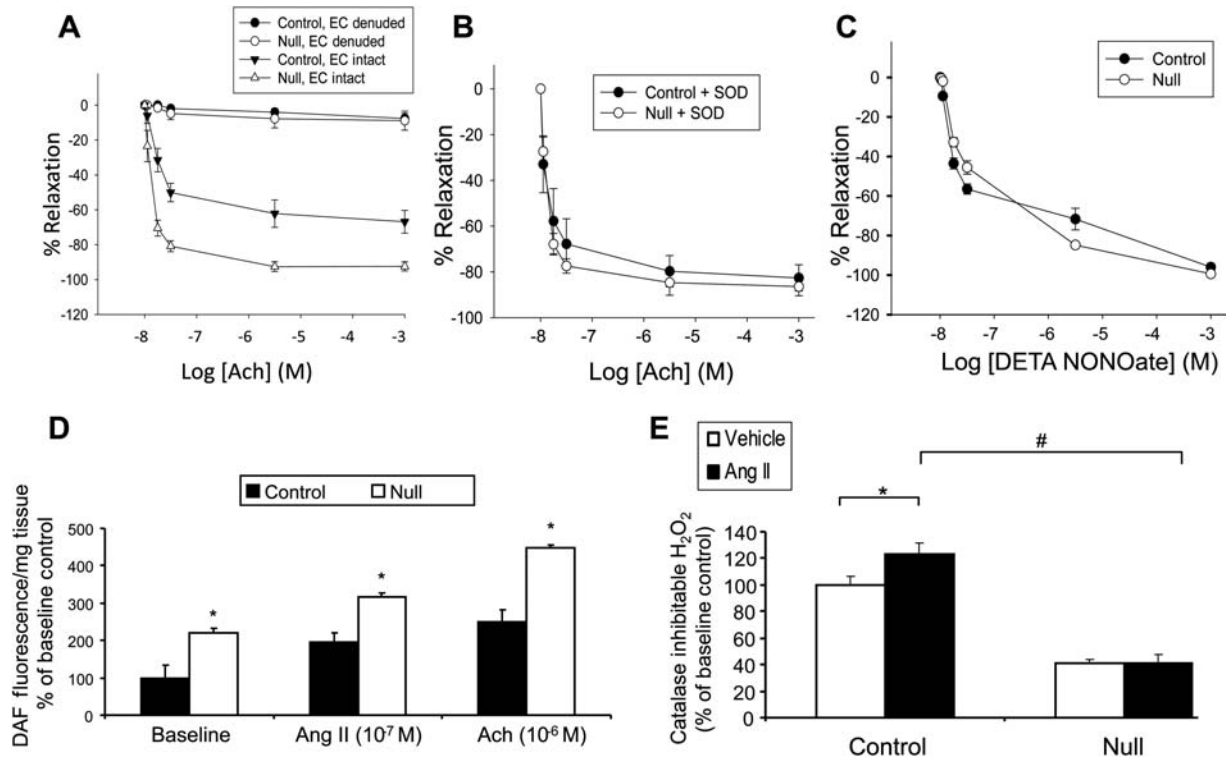 A
Control, EC denuded
Null, EC denuded
Control, EC intact
Null, EC intact
% Relaxation
0
-20
-40
-60
-80
-100
-120
-8 -7 -6 -5 -4 -3
Log [Ach] (M)
B
Control + SOD
Null + SOD
% Relaxation
0
-20
-40
-60
-80
-100
-8 -7 -6 -5 -4 -3
Log [Ach] (M)
C
Control
Null
% Relaxation
0
-20
-40
-60
-80
-100
-120
-8 -7 -6 -5 -4 -3
Log [DETA NONOate] (M)
D
Control Null
DAF fluorescence/mg tissue
% of baseline control
500
400
300
200
100
0
* * *
Baseline Ang II (10⁻⁷ M) Ach (10⁻⁶ M)
E
Vehicle
Ang II
#
*
Catalase inhibitable H₂O₂
(% of baseline control)
140
120
100
80
60
40
20
0
Control Null